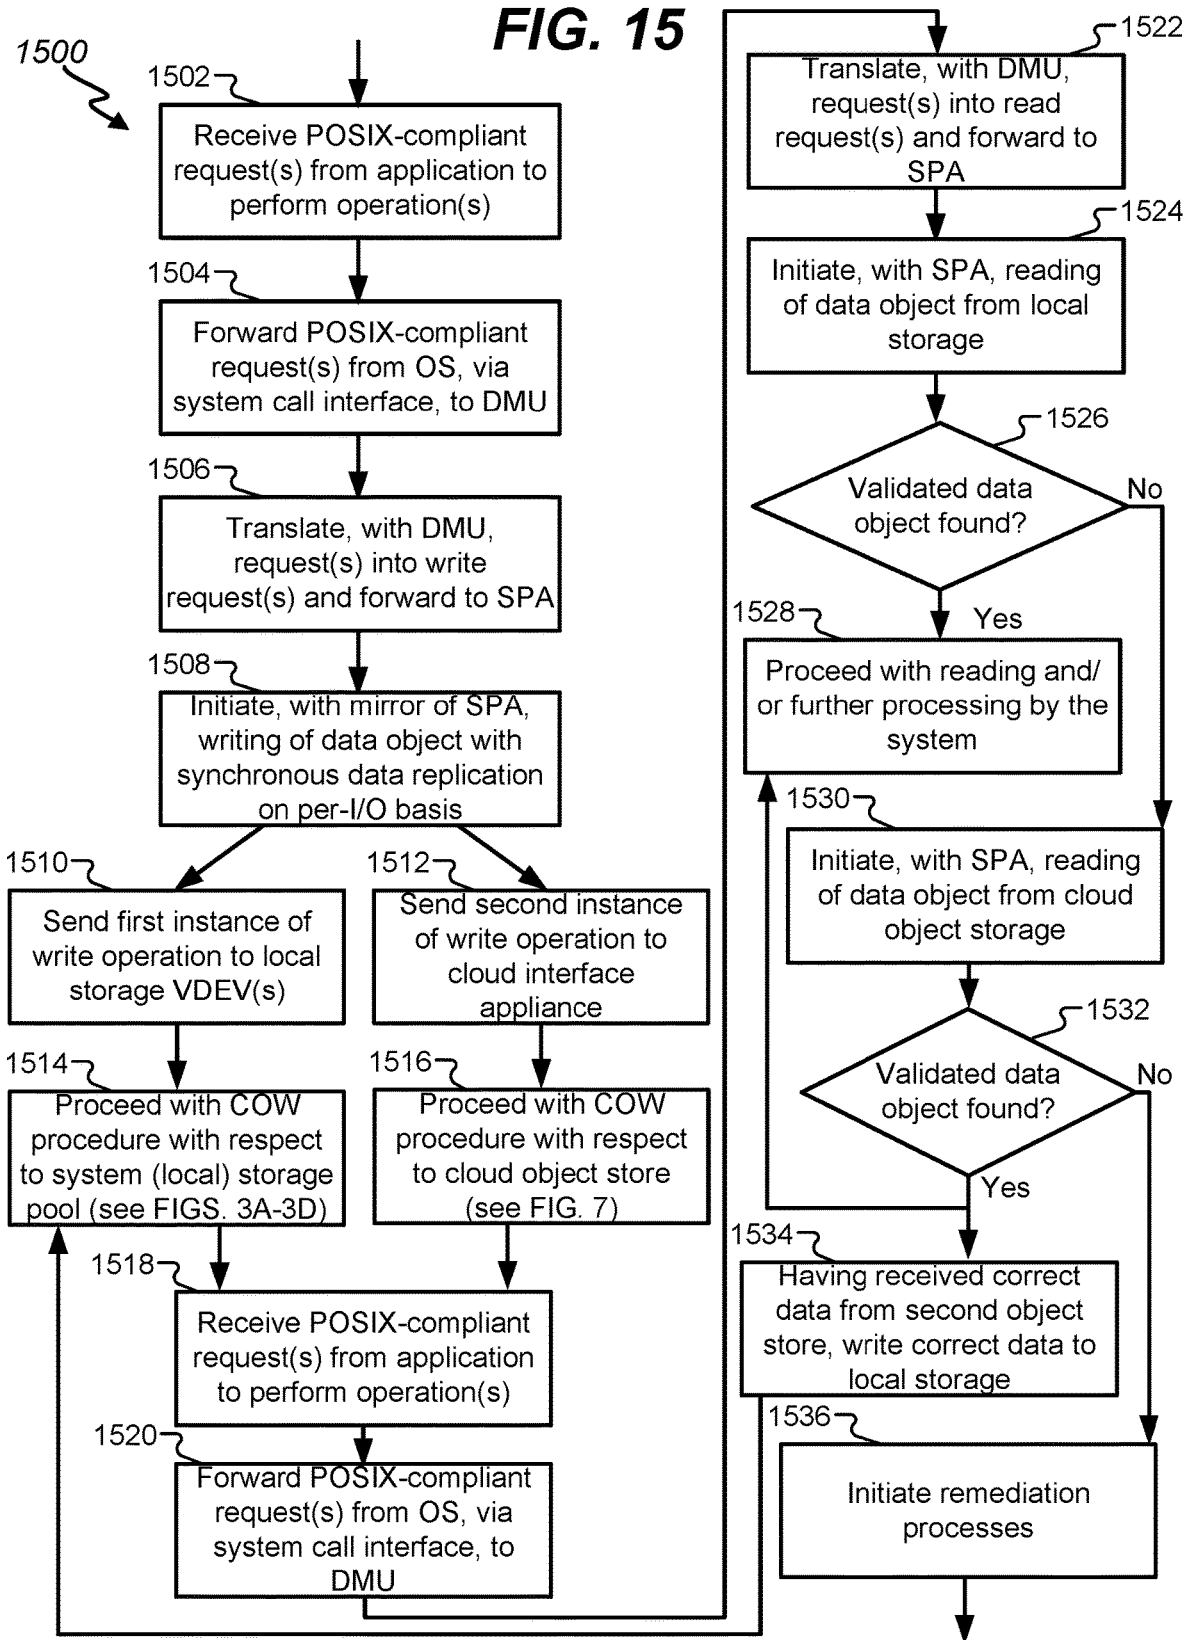 FIG. 15
1500
1502
Receive POSIX-compliant
request(s) from application to
perform operation(s)
1504
Forward POSIX-compliant
request(s) from OS, via
system call interface, to DMU
1506
Translate, with DMU,
request(s) into write
request(s) and forward to SPA
1508
Initiate, with mirror of SPA,
writing of data object with
synchronous data replication
on per-I/O basis
1510
Send first instance of
write operation to local
storage VDEV(s)
1512
Send second instance
of write operation to
cloud interface
appliance
1514
Proceed with COW
procedure with respect
to system (local) storage
pool (see FIGS. 3A-3D)
1516
Proceed with COW
procedure with respect
to cloud object store
(see FIG. 7)
1518
Receive POSIX-compliant
request(s) from application
to perform operation(s)
1520
Forward POSIX-compliant
request(s) from OS, via
system call interface, to
DMU
1522
Translate, with DMU,
request(s) into read
request(s) and forward to
SPA
1524
Initiate, with SPA, reading
of data object from local
storage
1526
Validated data
object found?
No
Yes
1528
Proceed with reading and/
or further processing by the
system
1530
Initiate, with SPA, reading
of data object from cloud
object storage
1532
Validated data
object found?
No
Yes
1534
Having received correct
data from second object
store, write correct data to
local storage
1536
Initiate remediation
processes